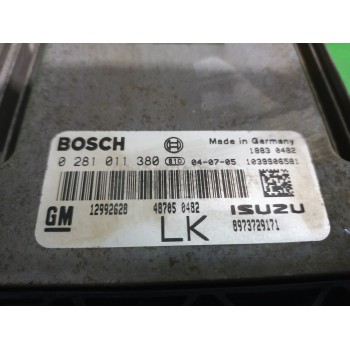 BOSCH Made in Germany
1883 0482
0 281 011 380 B10 04-07-05 1039S06581
GM 12992628 48705 0482 ISUZU
LK 8973729171